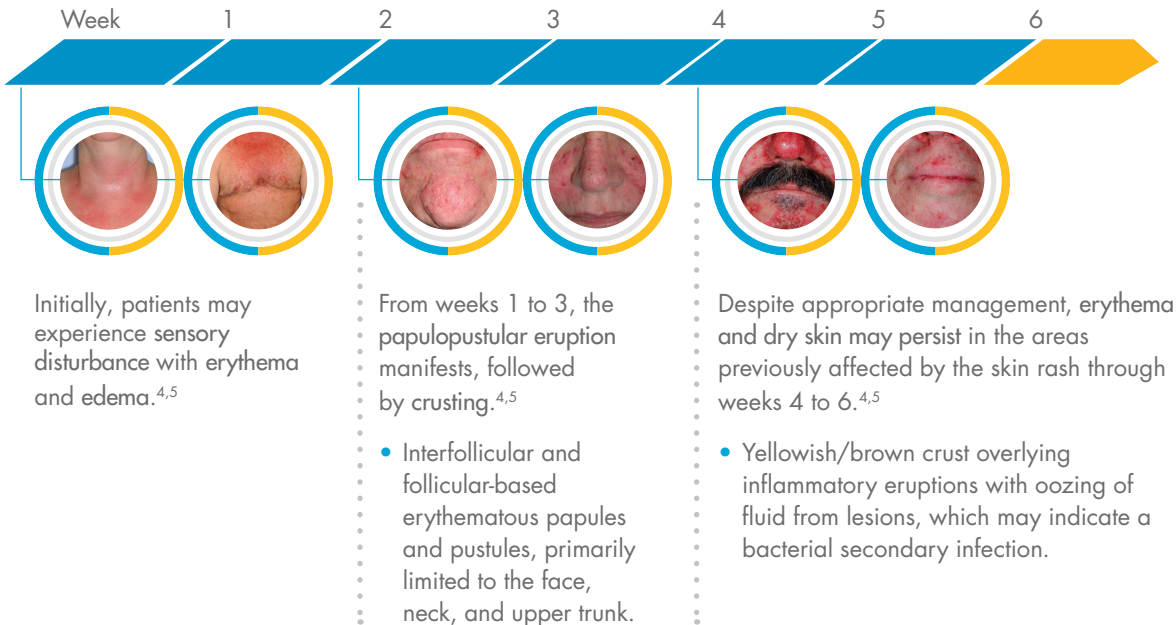 Week 1 2 3 4 5 6
Initially, patients may
experience sensory
disturbance with erythema
and edema.4,5
From weeks 1 to 3, the
papulopustular eruption
manifests, followed
by crusting.4,5
• Interfollicular and
follicular-based
erythematous papules
and pustules, primarily
limited to the face,
neck, and upper trunk.
Despite appropriate management, erythema
and dry skin may persist in the areas
previously affected by the skin rash through
weeks 4 to 6.4,5
• Yellowish/brown crust overlying
inflammatory eruptions with oozing of
fluid from lesions, which may indicate a
bacterial secondary infection.